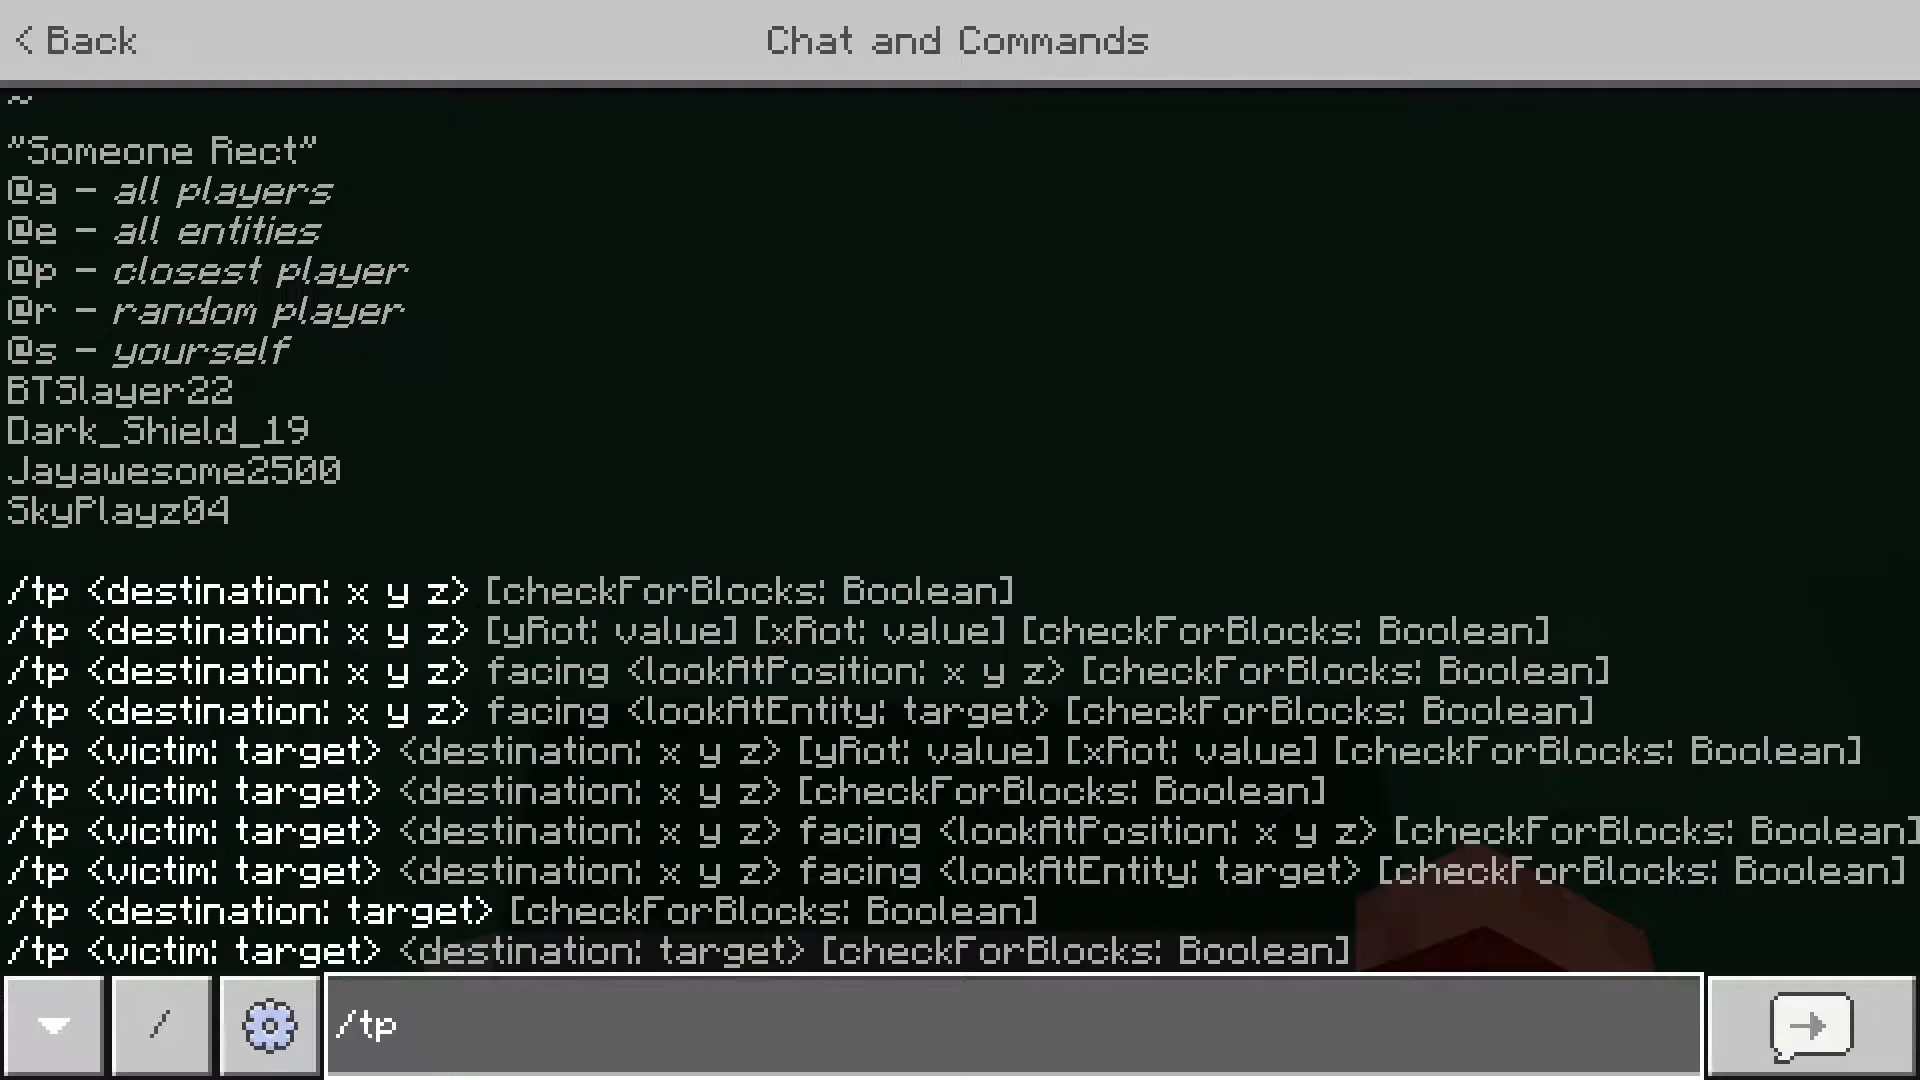 < Back
Chat and Commands
~
"Someone Rect"
@a - all players
@e - all entities
@p - closest player
@r - random player
@s - yourself
BTSlayer22
Dark_Shield_19
Jayawesome2500
SkyPlayz04
/tp <destination: x y z> [checkForBlocks: Boolean]
/tp <destination: x y z> [yRot: value] [xRot: value] [checkForBlocks: Boolean]
/tp <destination: x y z> facing <lookAtPosition: x y z> [checkForBlocks: Boolean]
/tp <destination: x y z> facing <lookAtEntity: target> [checkForBlocks: Boolean]
/tp <victim: target> <destination: x y z> [yRot: value] [xRot: value] [checkForBlocks: Boolean]
/tp <victim: target> <destination: x y z> [checkForBlocks: Boolean]
/tp <victim: target> <destination: x y z> facing <lookAtPosition: x y z> [checkForBlocks: Boolean]
/tp <victim: target> <destination: x y z> facing <lookAtEntity: target> [checkForBlocks: Boolean]
/tp <destination: target> [checkForBlocks: Boolean]
/tp <victim: target> <destination: target> [checkForBlocks: Boolean]
/
/tp